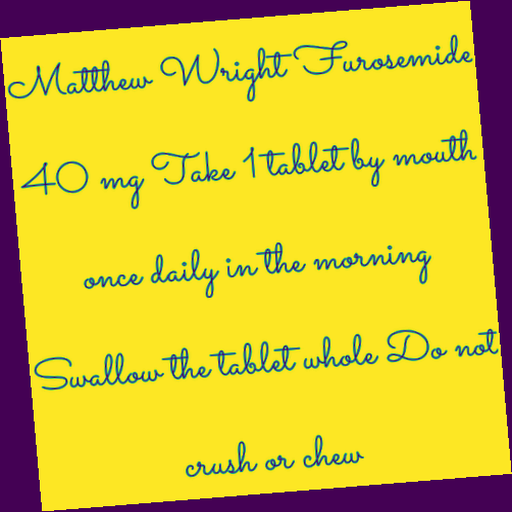 Matthew Wright Furosemide
40 mg Take 1 tablet by mouth
once daily in the morning
Swallow the tablet whole Do not
crush or chew